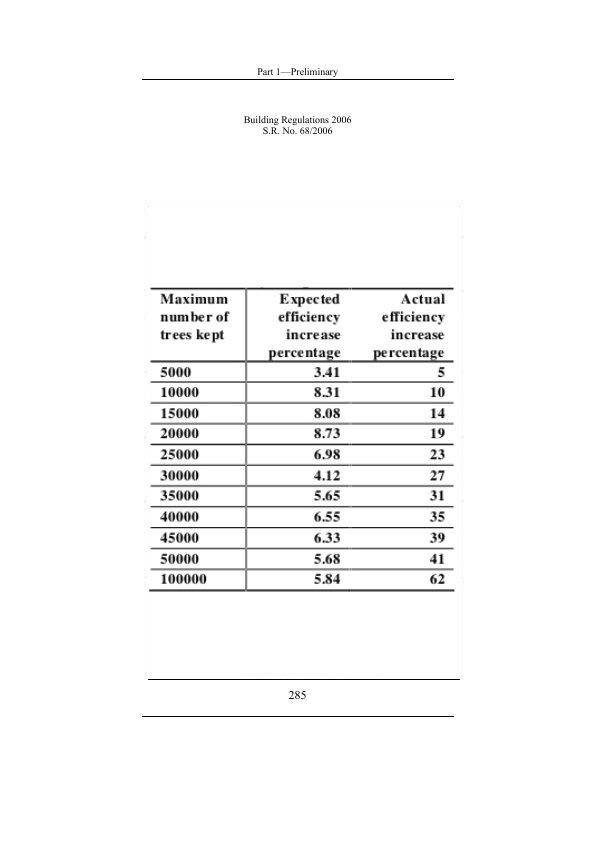 Part 1—Preliminary
Building Regulations 2006
S.R. No. 68/2006
Maximum number of trees kept Expected efficiency increase percentage Actual efficiency increase percentage
5000 3.41 5
10000 8.31 10
15000 8.08 14
20000 8.73 19
25000 6.98 23
30000 4.12 27
35000 5.65 31
40000 6.55 35
45000 6.33 39
50000 5.68 41
100000 5.84 62
285